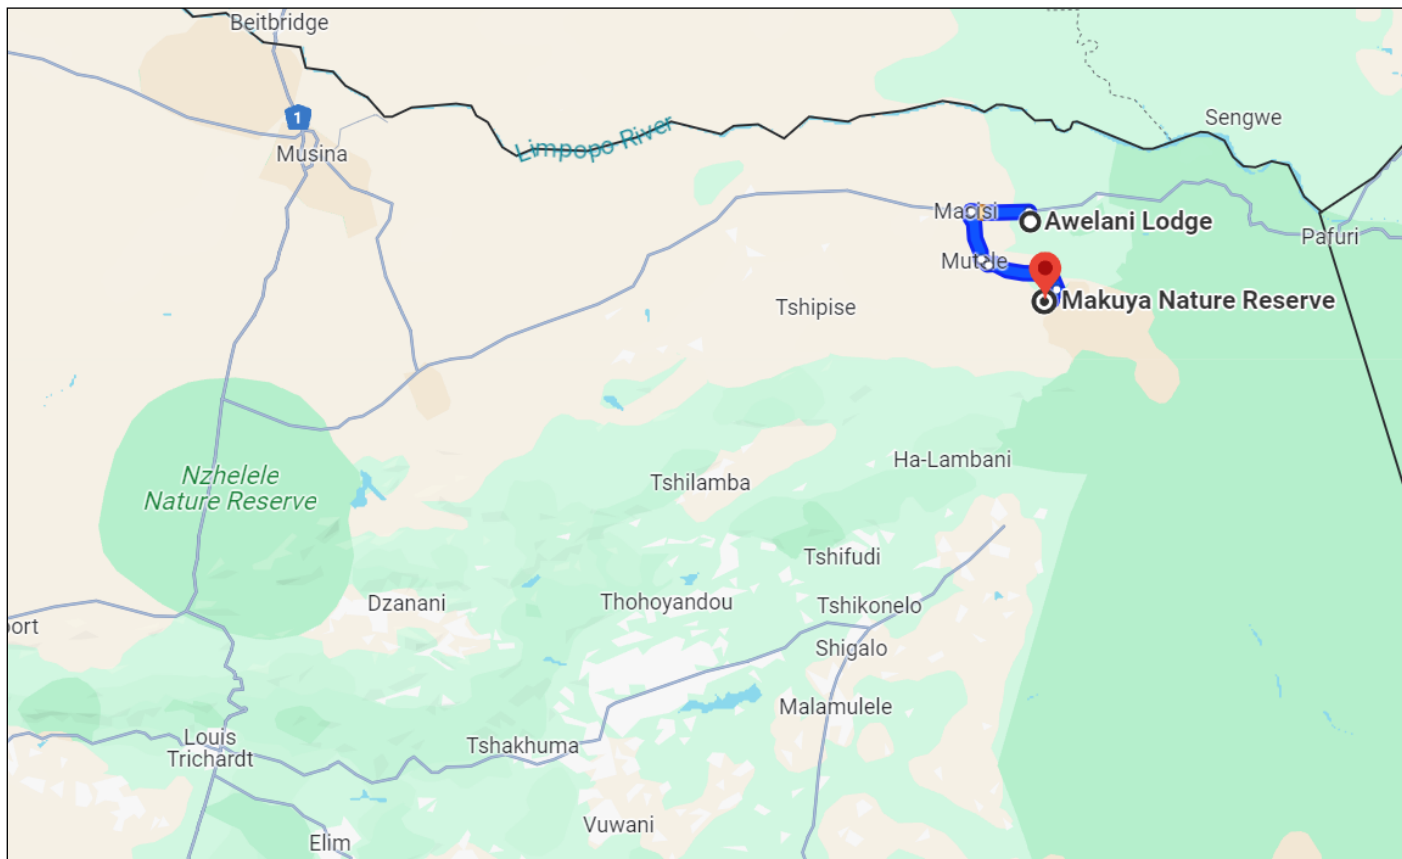 Beitbridge
1
Musina
Limpopo River
Sengwe
Masisi
Awelani Lodge
Pafuri
Mutale
Makuya Nature Reserve
Tshipise
Nzhelele
Nature Reserve
Ha-Lambani
Tshilamba
Tshifudi
Dzanani
Thohoyandou
Tshikonelo
Shigalo
Malamulele
Louis
Trichardt
Tshakhuma
Vuwani
Elim